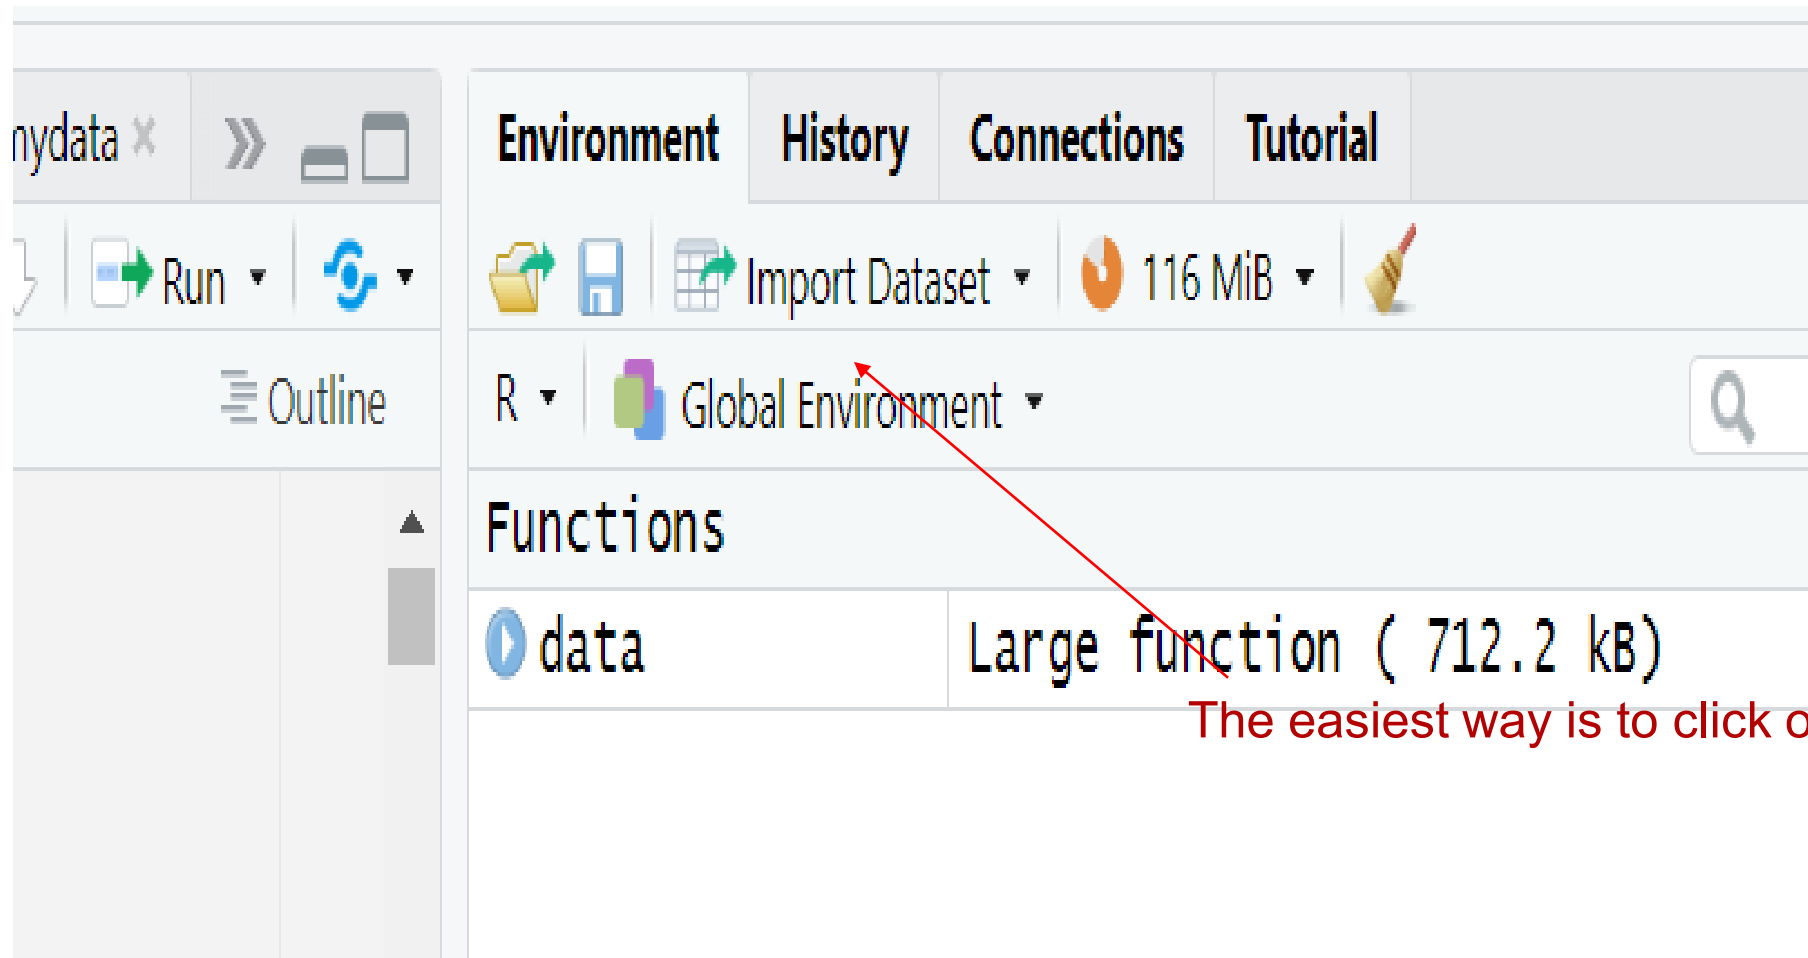 mydata
Environment History Connections Tutorial
Run Import Dataset 116 MiB
Outline R Global Environment
Functions
data Large function ( 712.2 kB)
The easiest way is to click o